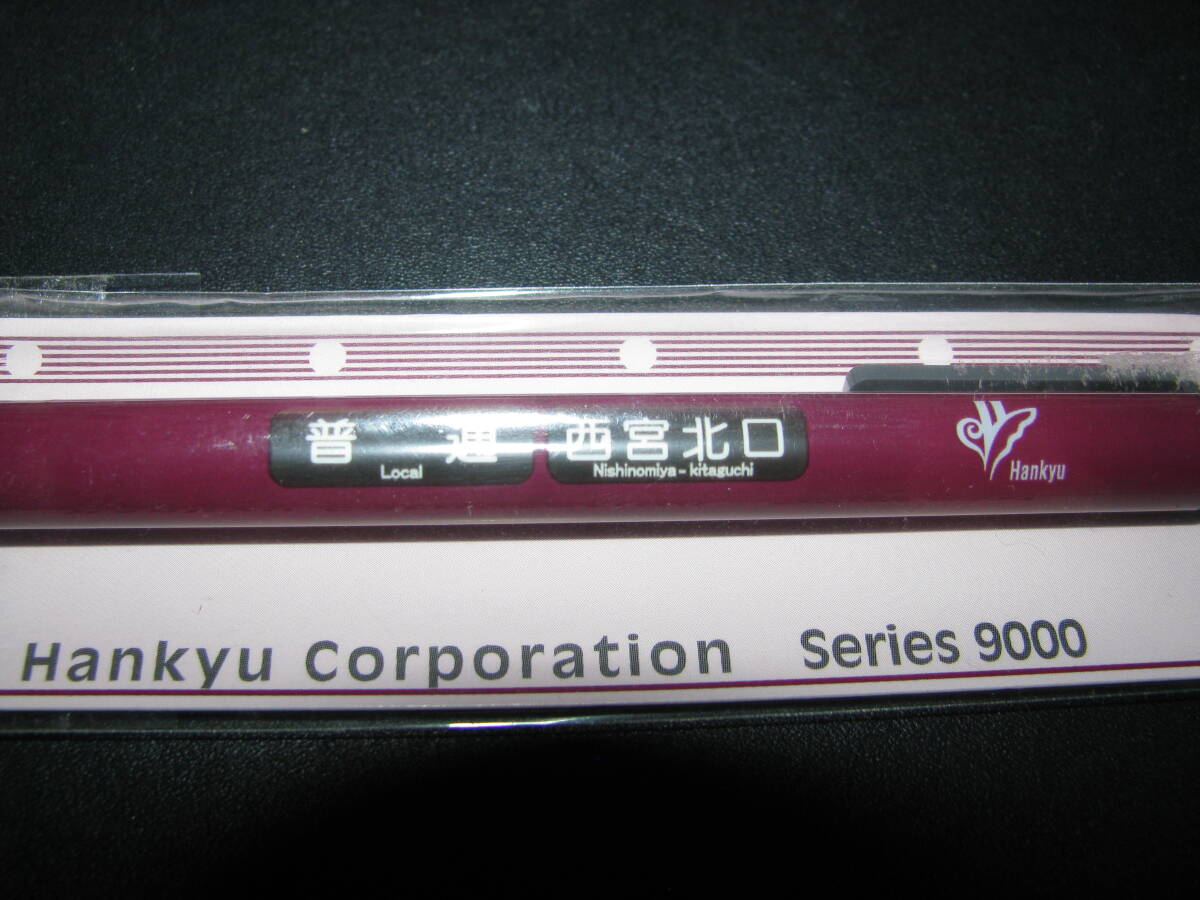 普通 西宮北口
Local Nishinomiya-kitaguchi
Hankyu
Hankyu Corporation Series 9000